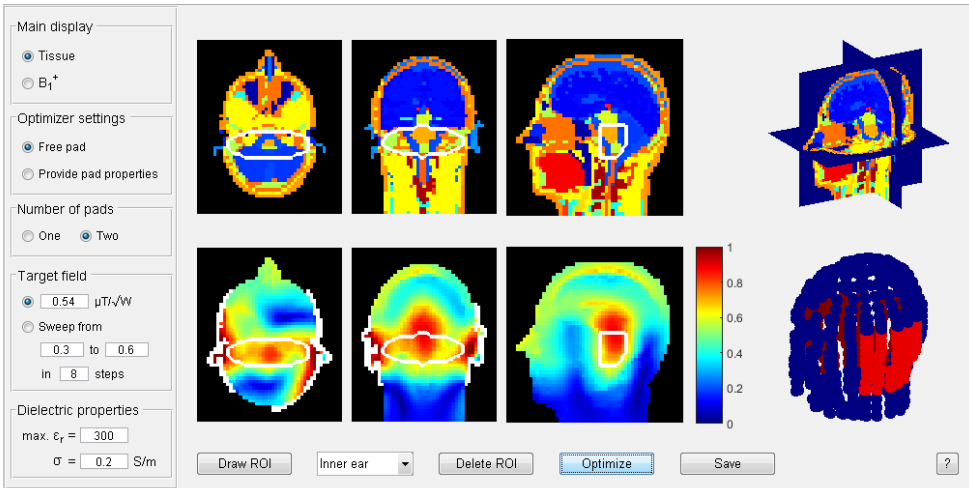 Main display
Tissue
B1+
Optimizer settings
Free pad
Provide pad properties
Number of pads
One Two
Target field
0.54 μT/√W
Sweep from
0.3 to 0.6
in 8 steps
Dielectric properties
max. εr = 300
σ = 0.2 S/m
1
0.8
0.6
0.4
0.2
0
Draw ROI Inner ear Delete ROI Optimize Save ?